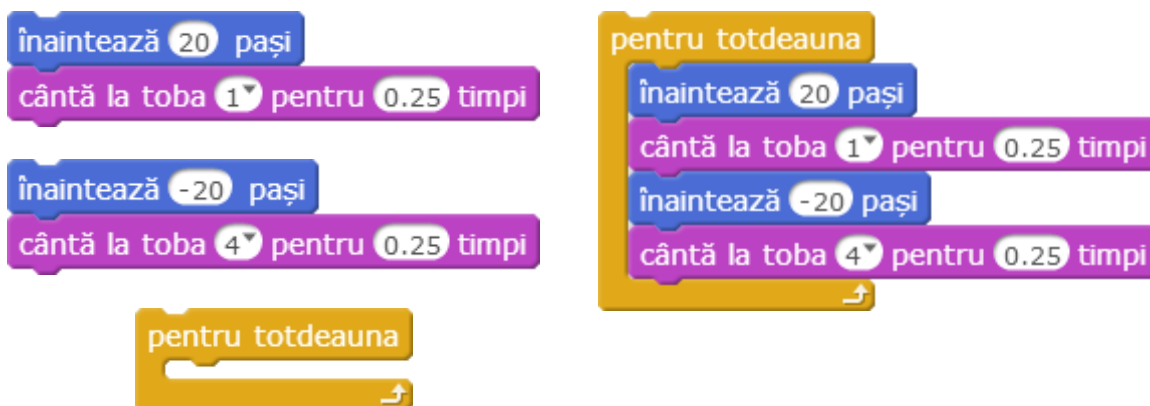 înaintează 20 pași
cântă la toba 1 pentru 0.25 timpi
înaintează -20 pași
cântă la toba 4 pentru 0.25 timpi
pentru totdeauna
pentru totdeauna
înaintează 20 pași
cântă la toba 1 pentru 0.25 timpi
înaintează -20 pași
cântă la toba 4 pentru 0.25 timpi